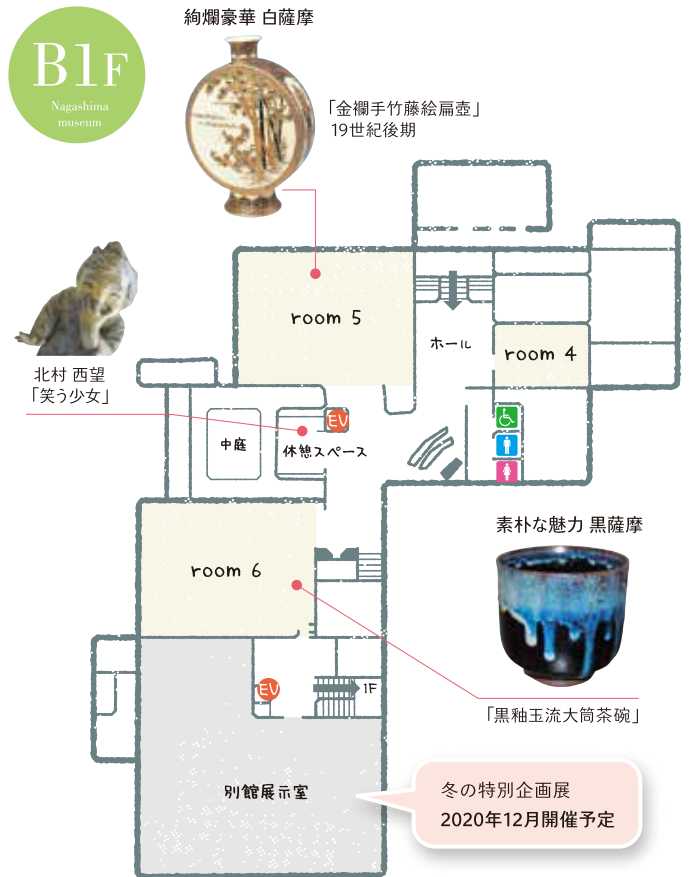 B1F
Nagashima
museum
絢爛豪華 白薩摩
「金襴手竹藤絵扁壺」
19世紀後期
北村 西望
「笑う少女」
room 5
ホール
room 4
EV
中庭
休憩スペース
room 6
素朴な魅力 黒薩摩
「黒釉玉流大筒茶碗」
EV
1F
別館展示室
冬の特別企画展
2020年12月開催予定